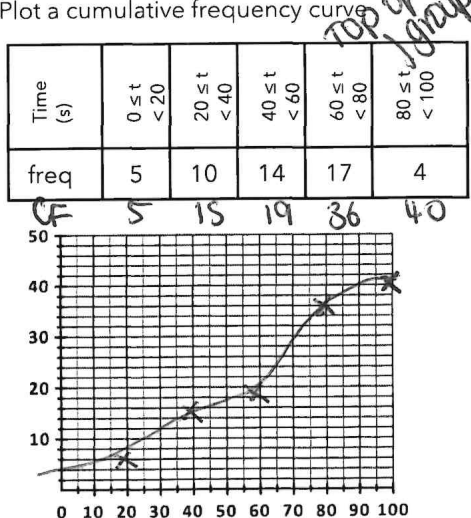 Plot a cumulative frequency curve
Top of
group
Time (s) 0 ≤ t < 20 20 ≤ t < 40 40 ≤ t < 60 60 ≤ t < 80 80 ≤ t < 100
freq 5 10 14 17 4
CF 5 15 19 36 40
50
40
30
20
10
0 10 20 30 40 50 60 70 80 90 100